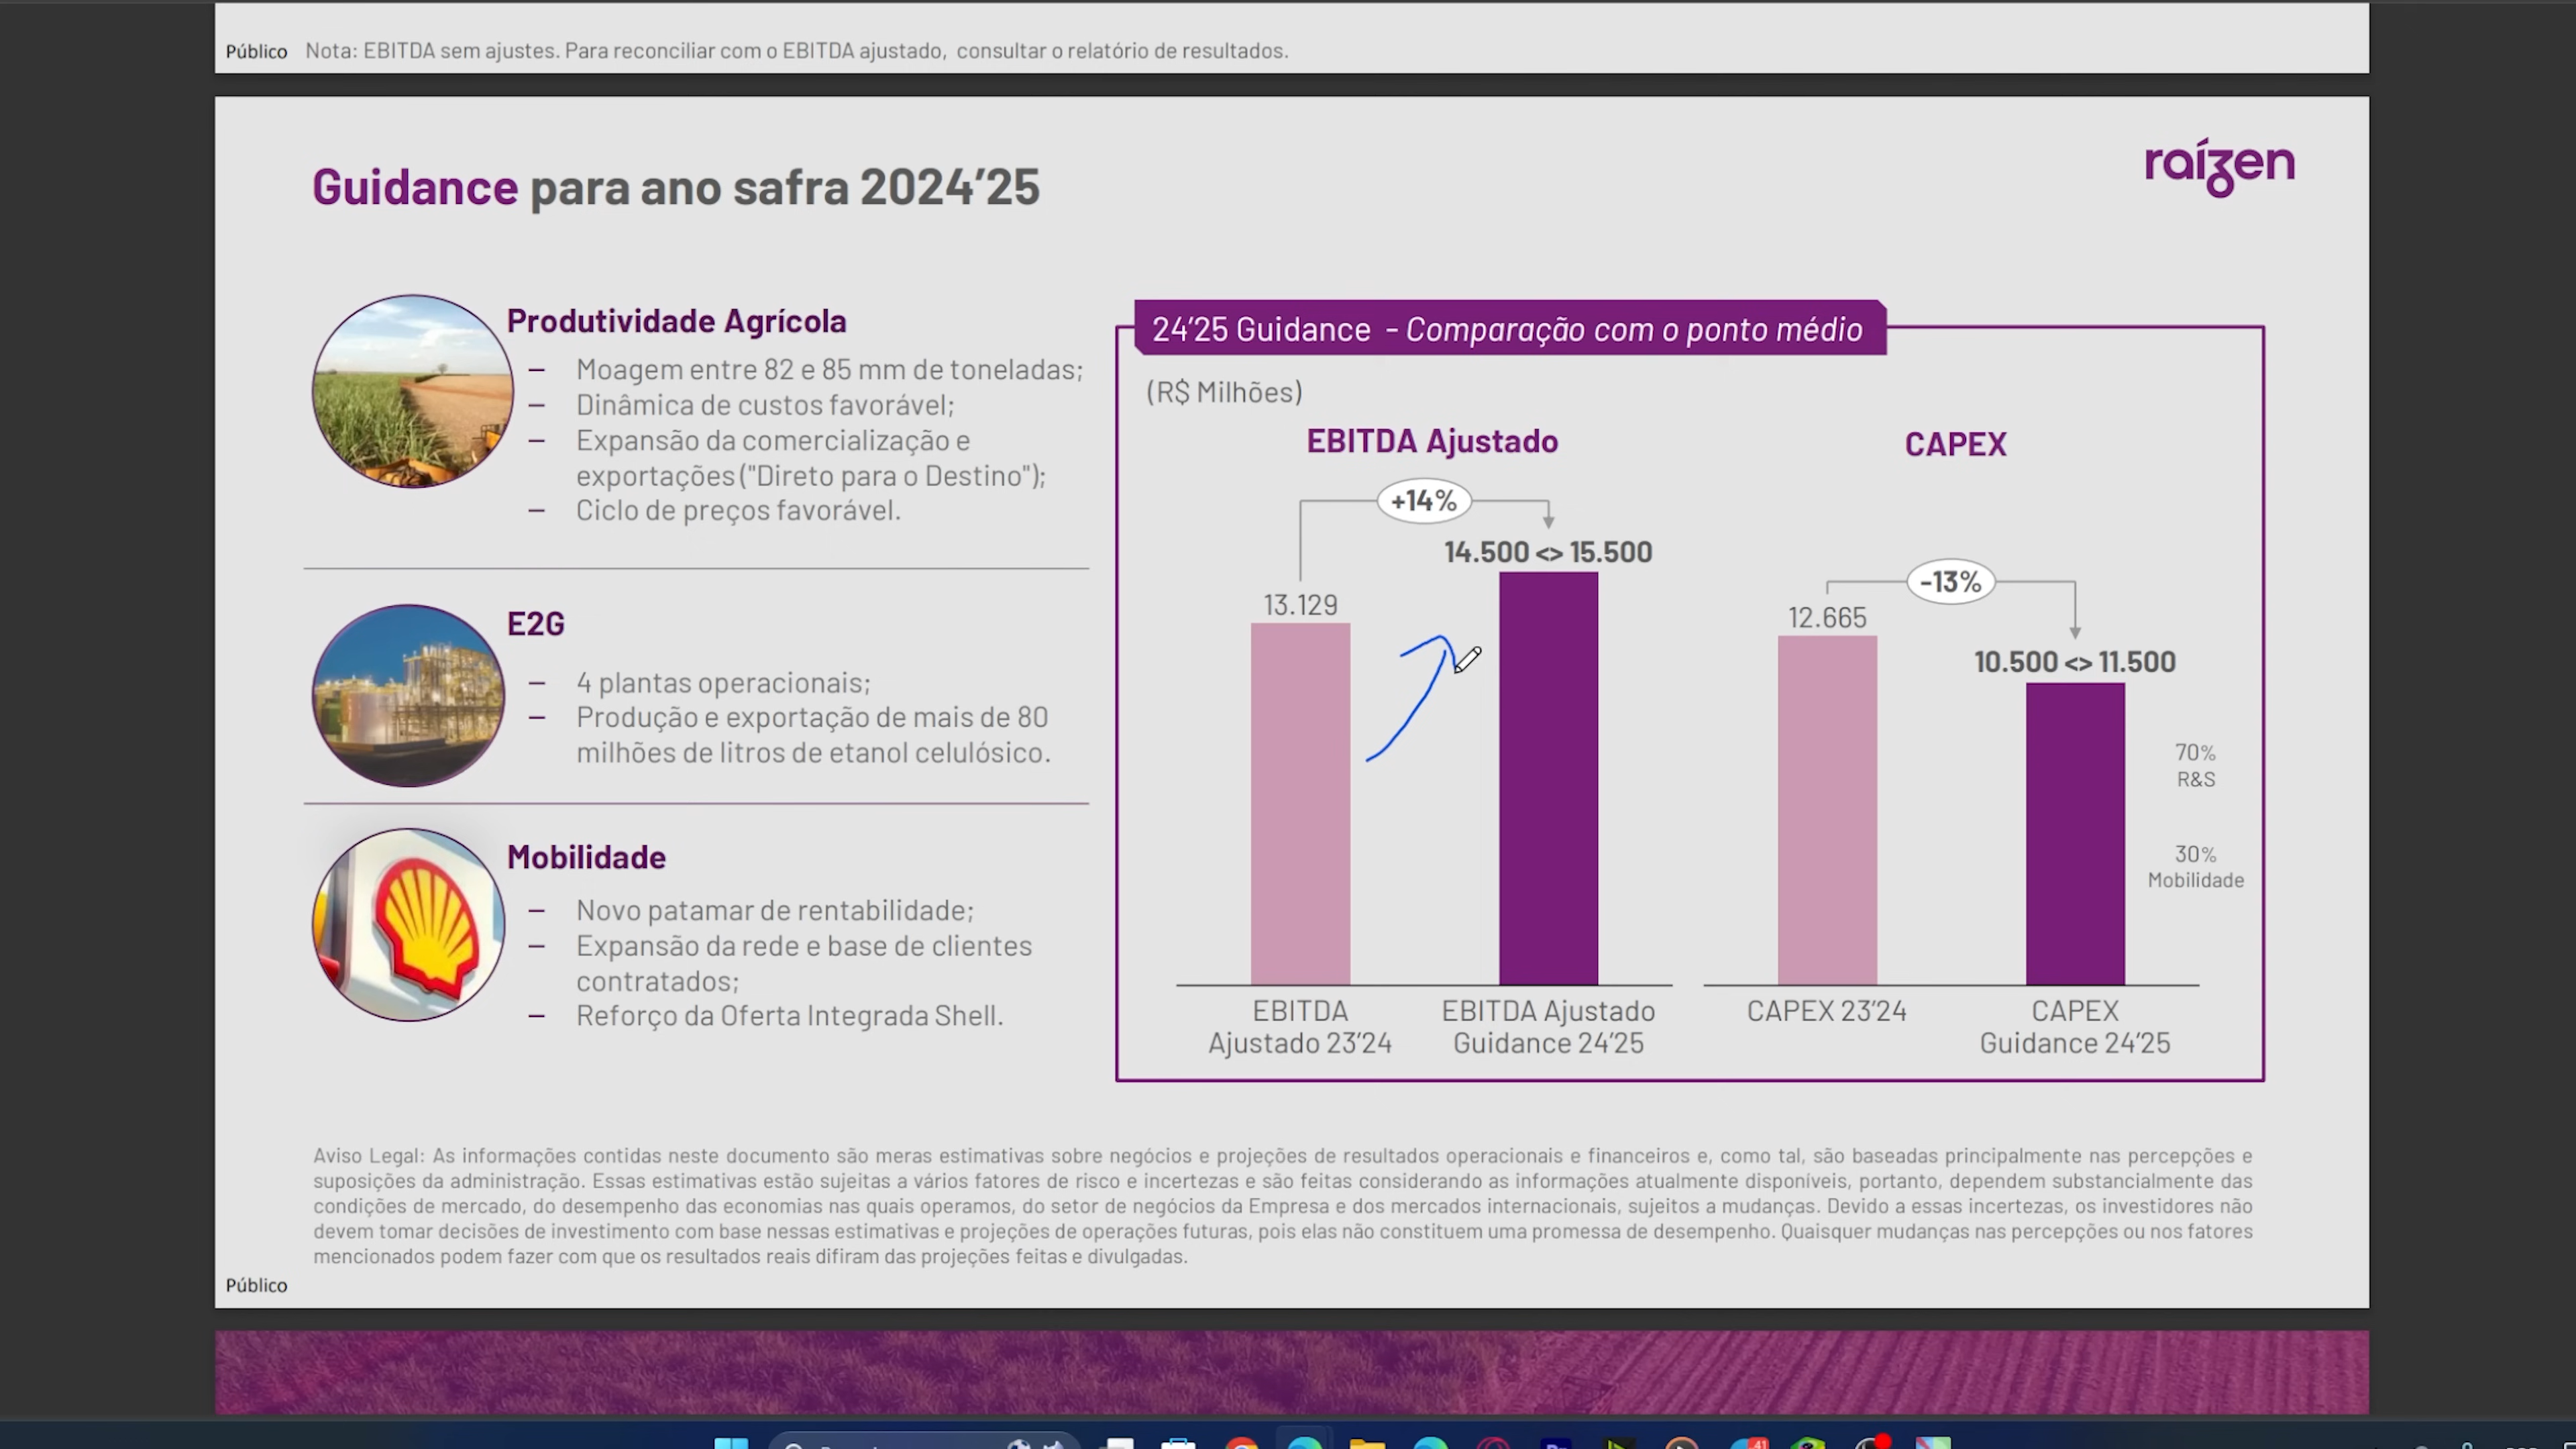 Público Nota: EBITDA sem ajustes. Para reconciliar com o EBITDA ajustado, consultar o relatório de resultados.
raízen
Guidance para ano safra 2024'25
Produtividade Agrícola
– Moagem entre 82 e 85 mm de toneladas;
– Dinâmica de custos favorável;
– Expansão da comercialização e
exportações ("Direto para o Destino");
– Ciclo de preços favorável.
E2G
– 4 plantas operacionais;
– Produção e exportação de mais de 80
milhões de litros de etanol celulósico.
Mobilidade
– Novo patamar de rentabilidade;
– Expansão da rede e base de clientes
contratados;
– Reforço da Oferta Integrada Shell.
24'25 Guidance - Comparação com o ponto médio
(R$ Milhões)
EBITDA Ajustado
+14%
14.500 <> 15.500
13.129
EBITDA
Ajustado 23'24
EBITDA Ajustado
Guidance 24'25
CAPEX
-13%
12.665
10.500 <> 11.500
70%
R&S
30%
Mobilidade
CAPEX 23'24
CAPEX
Guidance 24'25
Aviso Legal: As informações contidas neste documento são meras estimativas sobre negócios e projeções de resultados operacionais e financeiros e, como tal, são baseadas principalmente nas percepções e
suposições da administração. Essas estimativas estão sujeitas a vários fatores de risco e incertezas e são feitas considerando as informações atualmente disponíveis, portanto, dependem substancialmente das
condições de mercado, do desempenho das economias nas quais operamos, do setor de negócios da Empresa e dos mercados internacionais, sujeitos a mudanças. Devido a essas incertezas, os investidores não
devem tomar decisões de investimento com base nessas estimativas e projeções de operações futuras, pois elas não constituem uma promessa de desempenho. Quaisquer mudanças nas percepções ou nos fatores
mencionados podem fazer com que os resultados reais difiram das projeções feitas e divulgadas.
Público
41